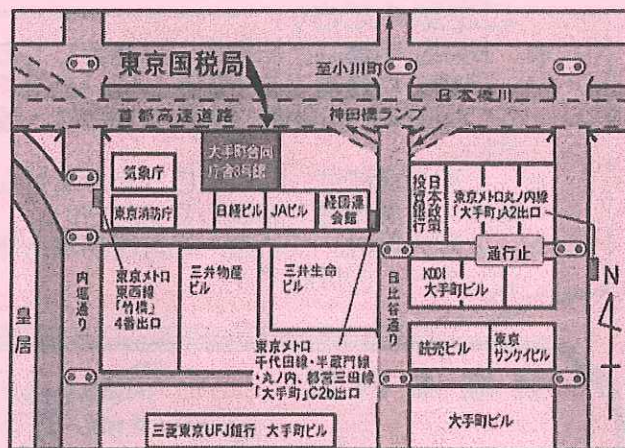 東京国税局
至小川町
日本橋川
首都高速道路
神田橋ランプ
大手町合同
庁舎3号館
気象庁
東京消防庁
日経ビル
JAビル
経団連
会館
日本政策
投資銀行
東京メトロ丸ノ内線
「大手町」A2出口
通行止
KDDI
大手町ビル
N
皇居
内堀通り
東京メトロ
東西線
「竹橋」
4番出口
三井物産
ビル
三井生命
ビル
日比谷通り
読売ビル
東京
サンケイビル
東京メトロ
千代田線・半蔵門線
・丸ノ内、都営三田線
「大手町」C2b出口
三菱東京UFJ銀行 大手町ビル
大手町ビル